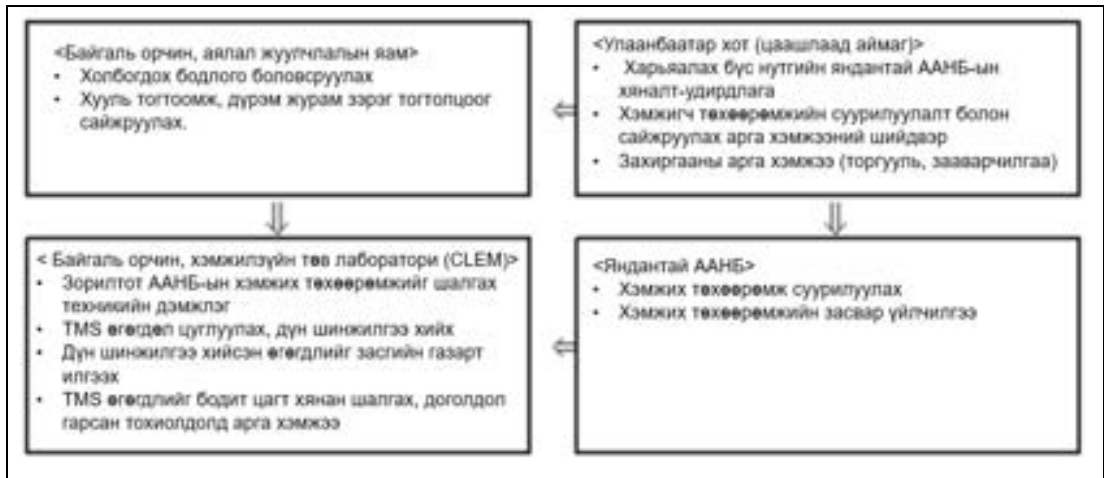 <Байгаль орчин, аялал жуулчлалын яам>
• Холбогдох бодлого боловсруулах
• Хууль тогтоомж, дүрэм журам зэрэг тогтолцоог
сайжруулах.
<Улаанбаатар хот (цаашлаад аймаг)>
• Харьяалах бүс нутгийн яндантай ААНБ-ын
хяналт-удирдлага
• Хэмжигч төхөөрөмжийн суурилуулалт болон
сайжруулах арга хэмжээний шийдвэр
• Захиргааны арга хэмжээ (торгууль, зааварчилгаа)
< Байгаль орчин, хэмжилзүйн төв лаборатори (CLEM)>
• Зорилтот ААНБ-ын хэмжих төхөөрөмжийг шалгах
техникийн дэмжлэг
• TMS өгөгдөл цуглуулах, дүн шинжилгээ хийх
• Дүн шинжилгээ хийсэн өгөгдлийг засгийн газарт
илгээх
• TMS өгөгдлийг бодит цагт хянан шалгах, доголдол
гарсан тохиолдолд арга хэмжээ
<Яндантай ААНБ>
• Хэмжих төхөөрөмж суурилуулах
• Хэмжих төхөөрөмжийн засвар үйлчилгээ